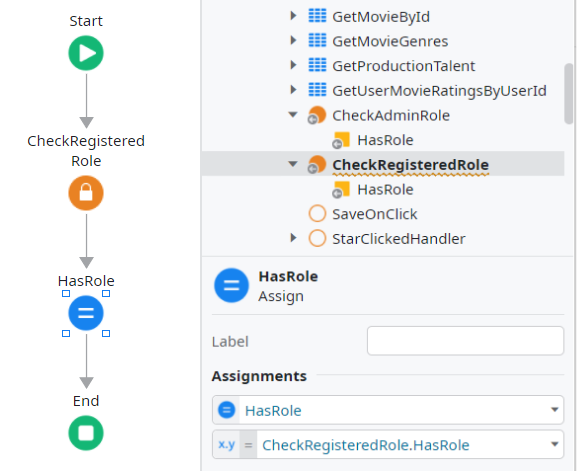 Start
CheckRegistered
Role
HasRole
End
GetMovieById
GetMovieGenres
GetProductionTalent
GetUserMovieRatingsByUserId
CheckAdminRole
HasRole
CheckRegisteredRole
HasRole
SaveOnClick
StarClickedHandler
HasRole
Assign
Label
Assignments
HasRole
x.y = CheckRegisteredRole.HasRole